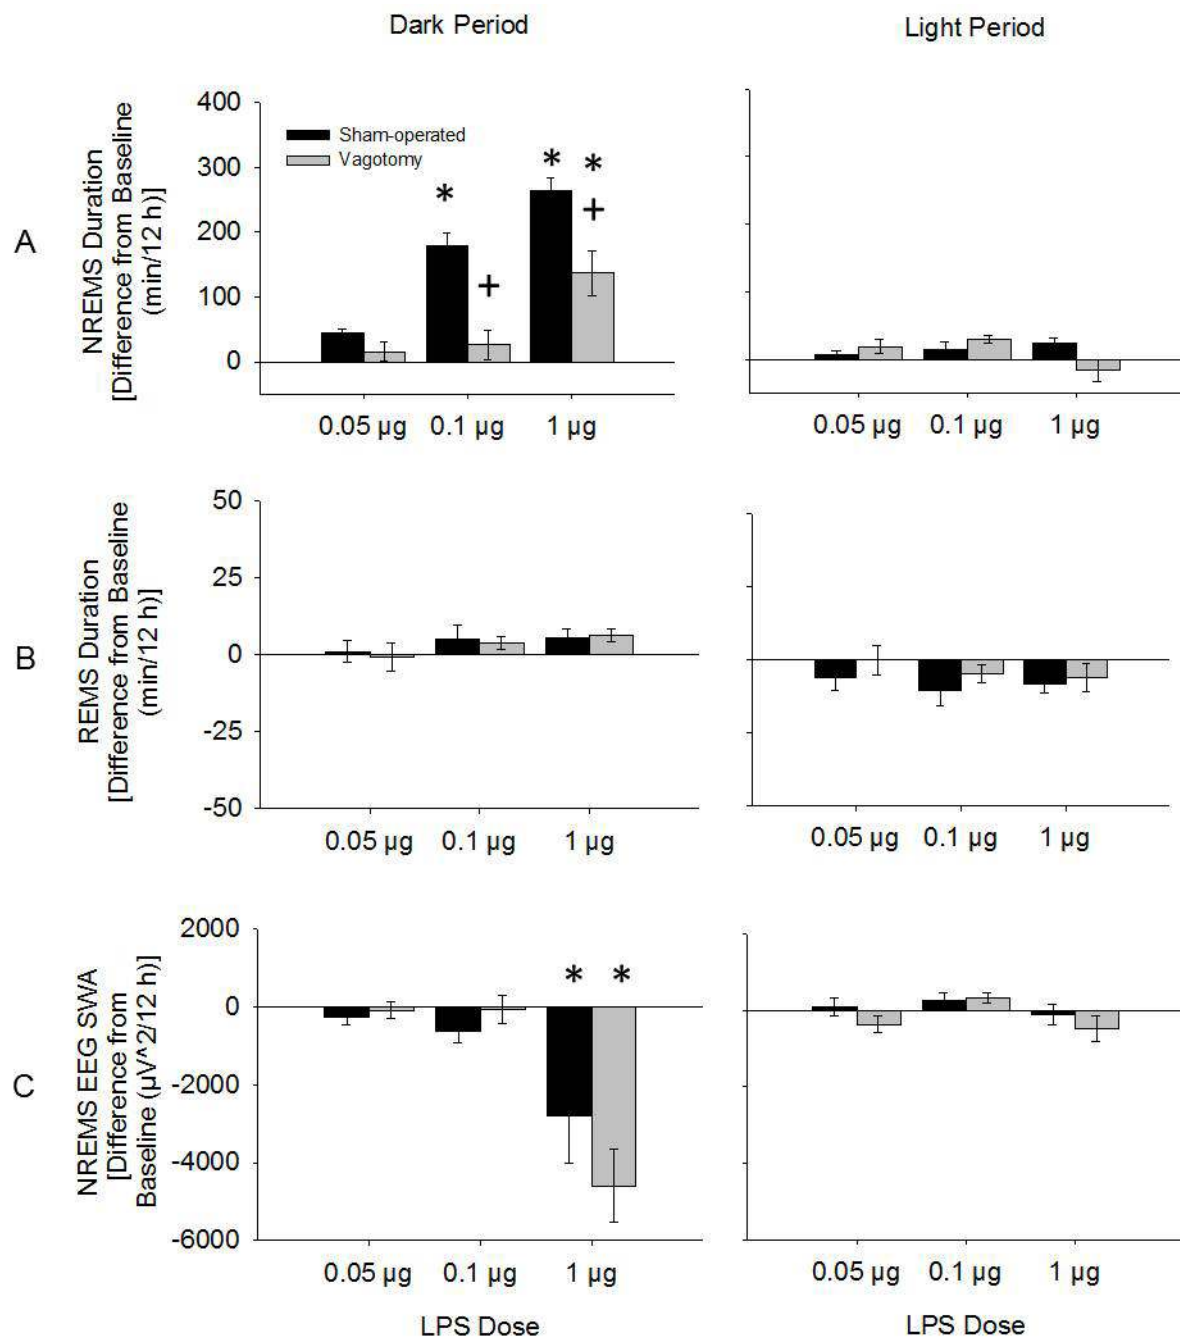 Dark Period
Light Period
A
NREMS Duration
[Difference from Baseline
(min/12 h)]
400
300
200
100
0
Sham-operated
Vagotomy
*
+
*
*
+
0.05 µg
0.1 µg
1 µg
0.05 µg
0.1 µg
1 µg
B
REMS Duration
[Difference from Baseline
(min/12 h)]
50
25
0
-25
-50
0.05 µg
0.1 µg
1 µg
0.05 µg
0.1 µg
1 µg
C
NREMS EEG SWA
[Difference from
Baseline (µV^2/12 h)]
2000
0
-2000
-4000
-6000
*
*
0.05 µg
0.1 µg
1 µg
0.05 µg
0.1 µg
1 µg
LPS Dose
LPS Dose